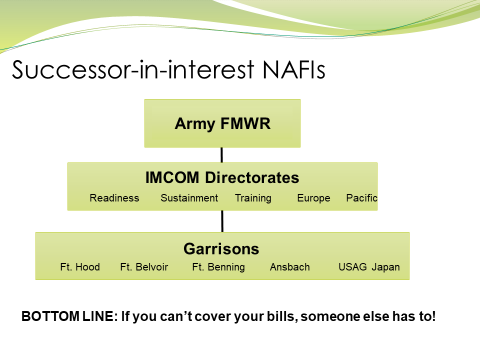 Successor-in-interest NAFIs
Army FMWR
IMCOM Directorates
Readiness Sustainment Training Europe Pacific
Garrisons
Ft. Hood Ft. Belvoir Ft. Benning Ansbach USAG Japan
BOTTOM LINE: If you can’t cover your bills, someone else has to!